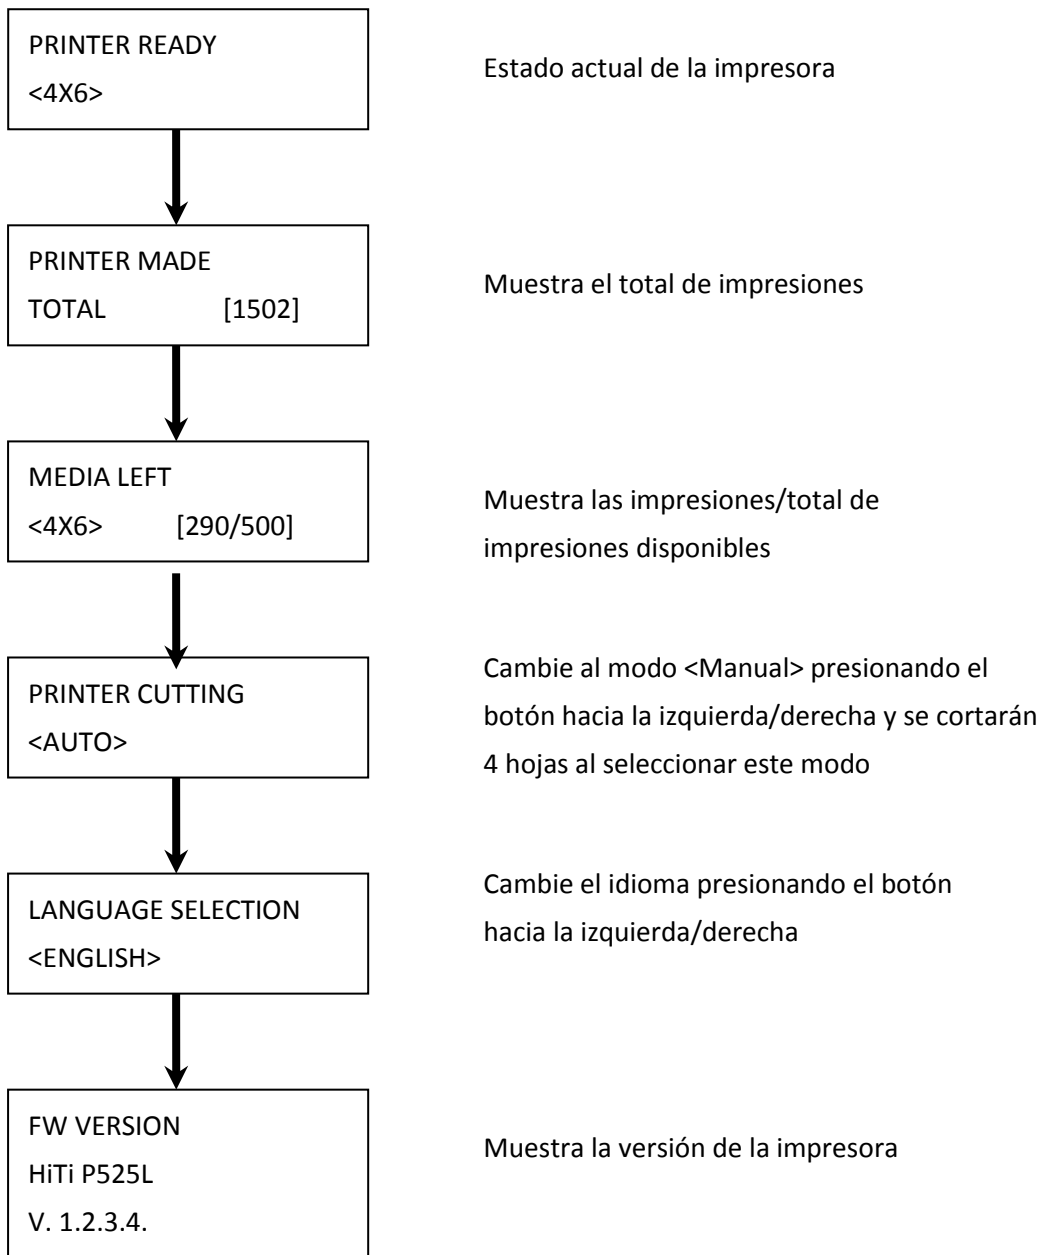 PRINTER READY
<4X6>
Estado actual de la impresora
PRINTER MADE
TOTAL [1502]
Muestra el total de impresiones
MEDIA LEFT
<4X6> [290/500]
Muestra las impresiones/total de
impresiones disponibles
PRINTER CUTTING
<AUTO>
Cambie al modo <Manual> presionando el
botón hacia la izquierda/derecha y se cortarán
4 hojas al seleccionar este modo
LANGUAGE SELECTION
<ENGLISH>
Cambie el idioma presionando el botón
hacia la izquierda/derecha
FW VERSION
HiTi P525L
V. 1.2.3.4.
Muestra la versión de la impresora